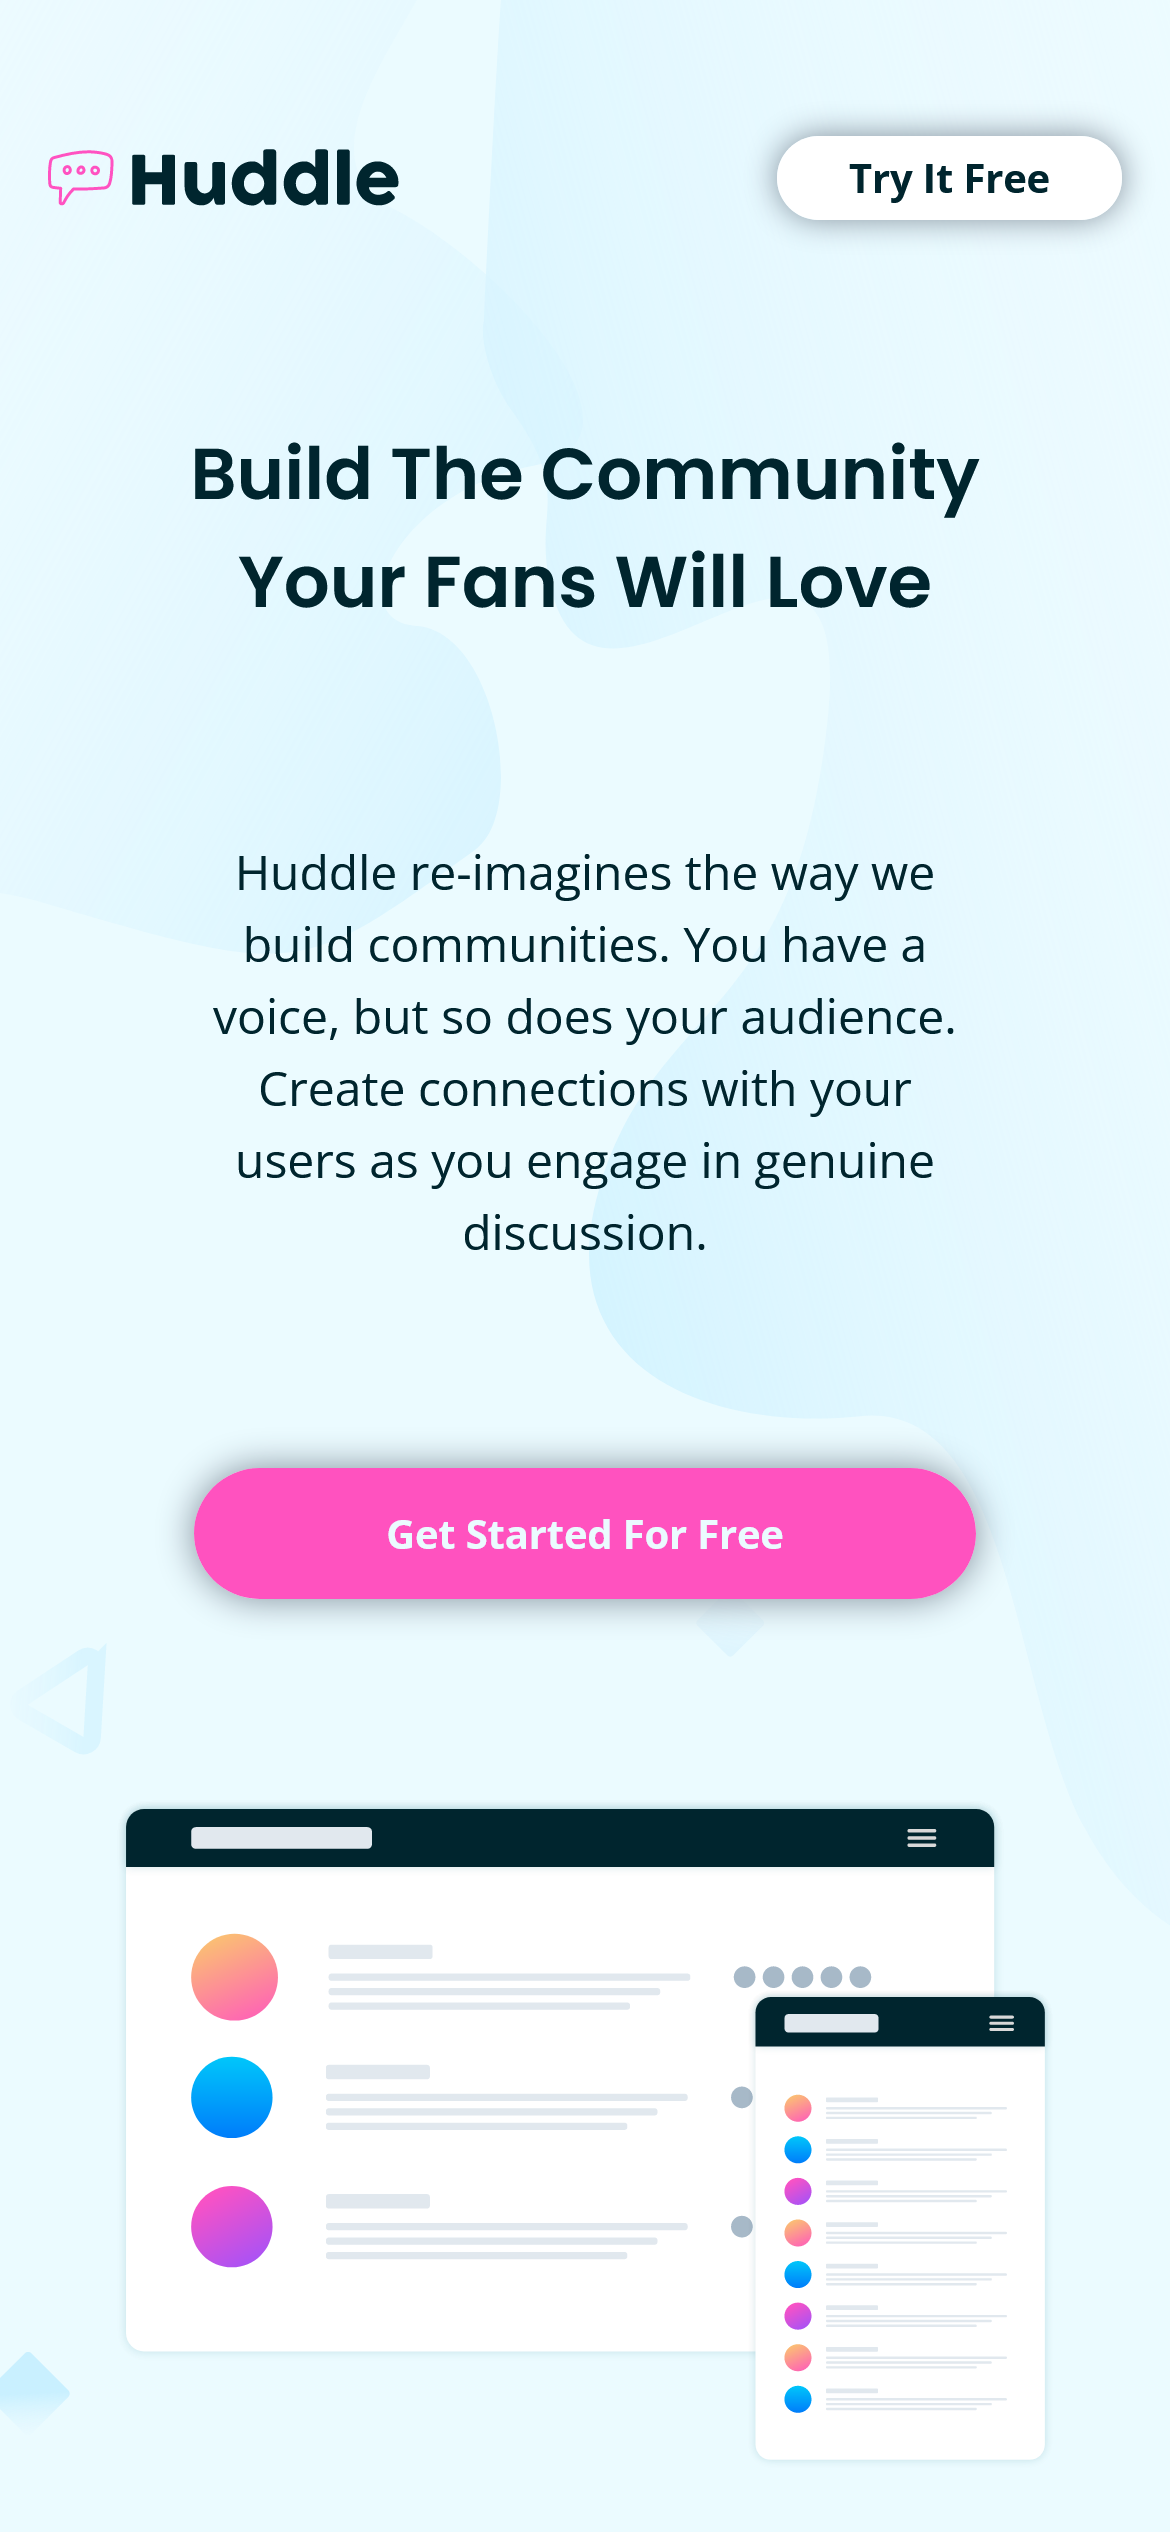 Huddle
Try It Free
Build The Community
Your Fans Will Love
Huddle re-imagines the way we
build communities. You have a
voice, but so does your audience.
Create connections with your
users as you engage in genuine
discussion.
Get Started For Free